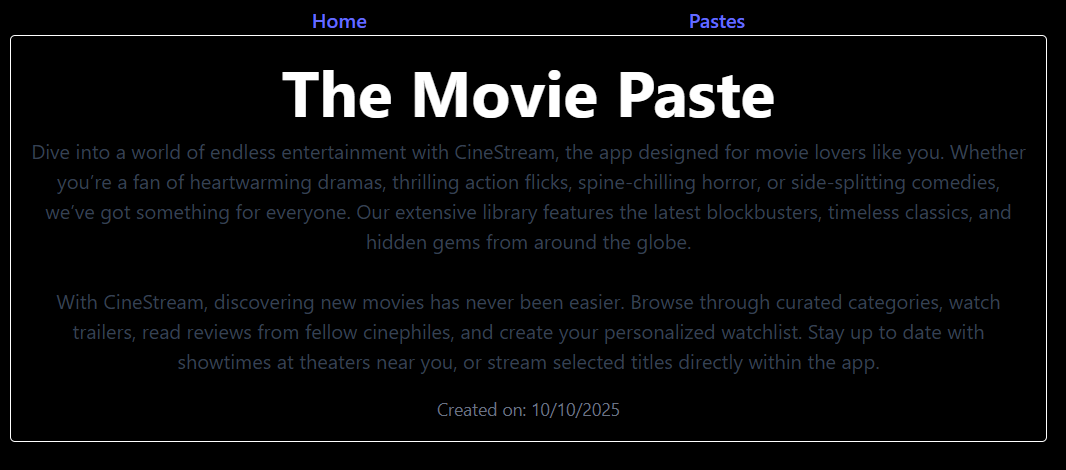 Home Pastes
The Movie Paste
Dive into a world of endless entertainment with CineStream, the app designed for movie lovers like you. Whether
you’re a fan of heartwarming dramas, thrilling action flicks, spine-chilling horror, or side-splitting comedies,
we’ve got something for everyone. Our extensive library features the latest blockbusters, timeless classics, and
hidden gems from around the globe.
With CineStream, discovering new movies has never been easier. Browse through curated categories, watch
trailers, read reviews from fellow cinephiles, and create your personalized watchlist. Stay up to date with
showtimes at theaters near you, or stream selected titles directly within the app.
Created on: 10/10/2025